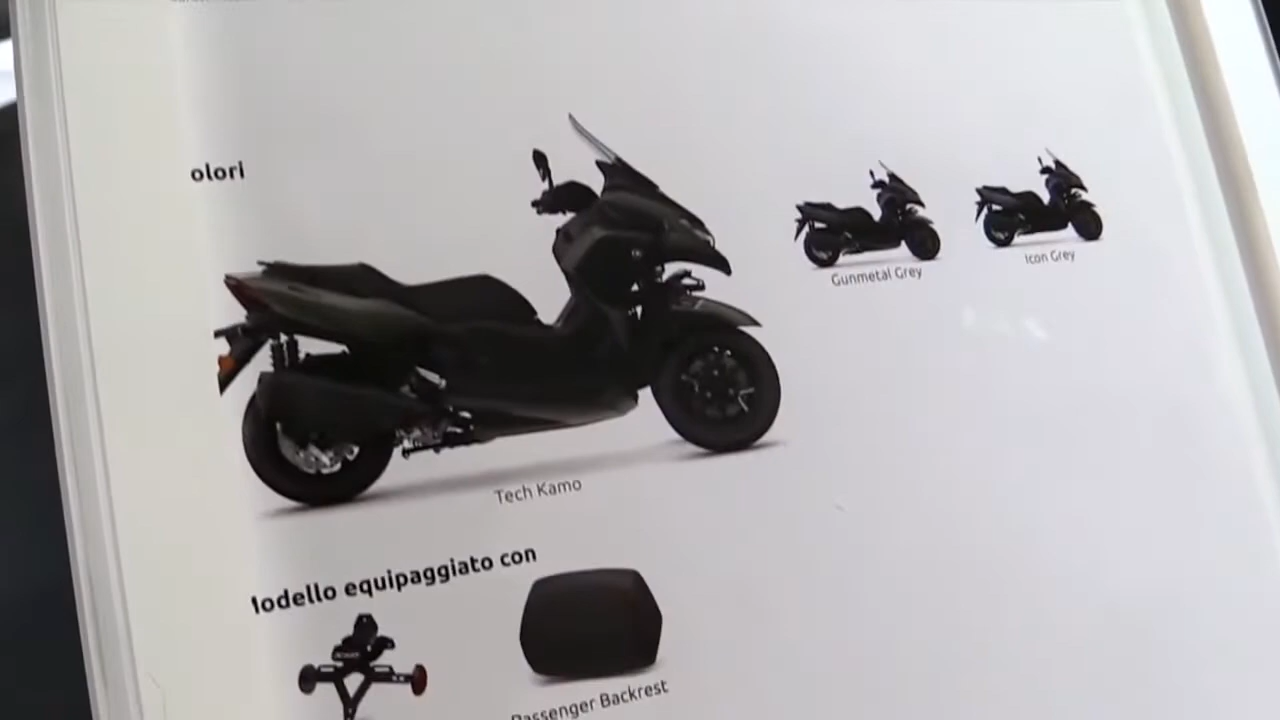 olori
Gunmetal Grey
Icon Grey
Tech Kamo
lodello equipaggiato con
Passenger Backrest